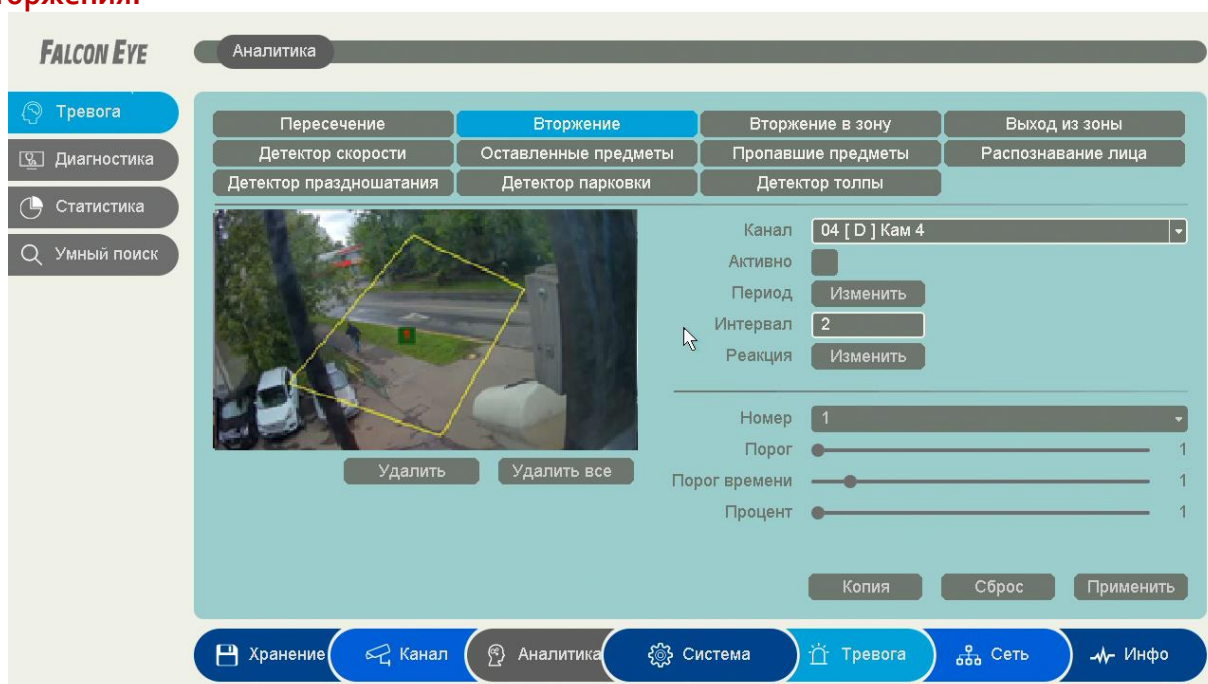 FALCON EYE
Аналитика
Тревога
Диагностика
Статистика
Умный поиск
Пересечение
Вторжение
Вторжение в зону
Выход из зоны
Детектор скорости
Оставленные предметы
Пропавшие предметы
Распознавание лица
Детектор праздношатания
Детектор парковки
Детектор толпы
Канал 04 [ D ] Кам 4
Активно
Период Изменить
Интервал 2
Реакция Изменить
Номер 1
Порог 1
Порог времени 1
Процент 1
Удалить
Удалить все
Копия
Сброс
Применить
Хранение
Канал
Аналитика
Система
Тревога
Сеть
Инфо